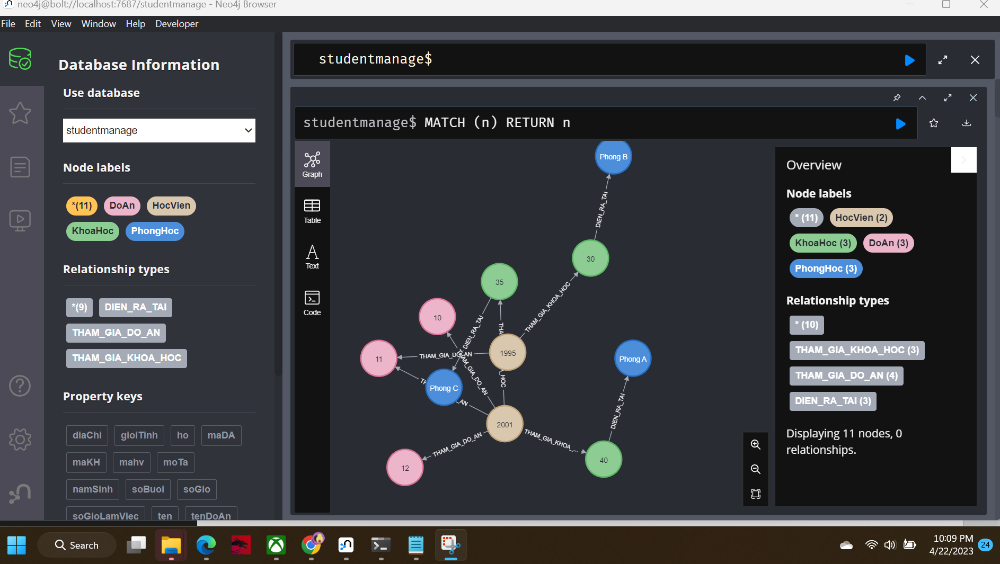 neo4j@bolt://localhost:7687/studentmanage - Neo4j Browser
File Edit View Window Help Developer
Database Information
Use database
studentmanage
Node labels
*(11) DoAn HocVien
KhoaHoc PhongHoc
Relationship types
*(9) DIEN_RA_TAI
THAM_GIA_DO_AN
THAM_GIA_KHOA_HOC
Property keys
diaChi gioiTinh ho maDA
maKH mahv moTa
namSinh soBuoi soGio
soGioLamViec ten tenDoAn
studentmanage$
studentmanage$ MATCH (n) RETURN n
Graph
Table
Text
Code
Phong B
DIEN_RA_TAI
30
THAM_GIA_KHOA_HOC
35
DIEN_RA_TAI
THA
10
1995
THAM_GIA_DO_AN
11
THAM_GIA_DO_AN
Phong A
Phong C
TH
_AN
_HOC
DIEN_RA_TAI
2001
THAM_GIA_KHOA_...
THAM_GIA_DO_AN
40
12
Overview
Node labels
* (11) HocVien (2)
KhoaHoc (3) DoAn (3)
PhongHoc (3)
Relationship types
* (10)
THAM_GIA_KHOA_HOC (3)
THAM_GIA_DO_AN (4)
DIEN_RA_TAI (3)
Displaying 11 nodes, 0
relationships.
Search
10:09 PM
4/22/2023
24